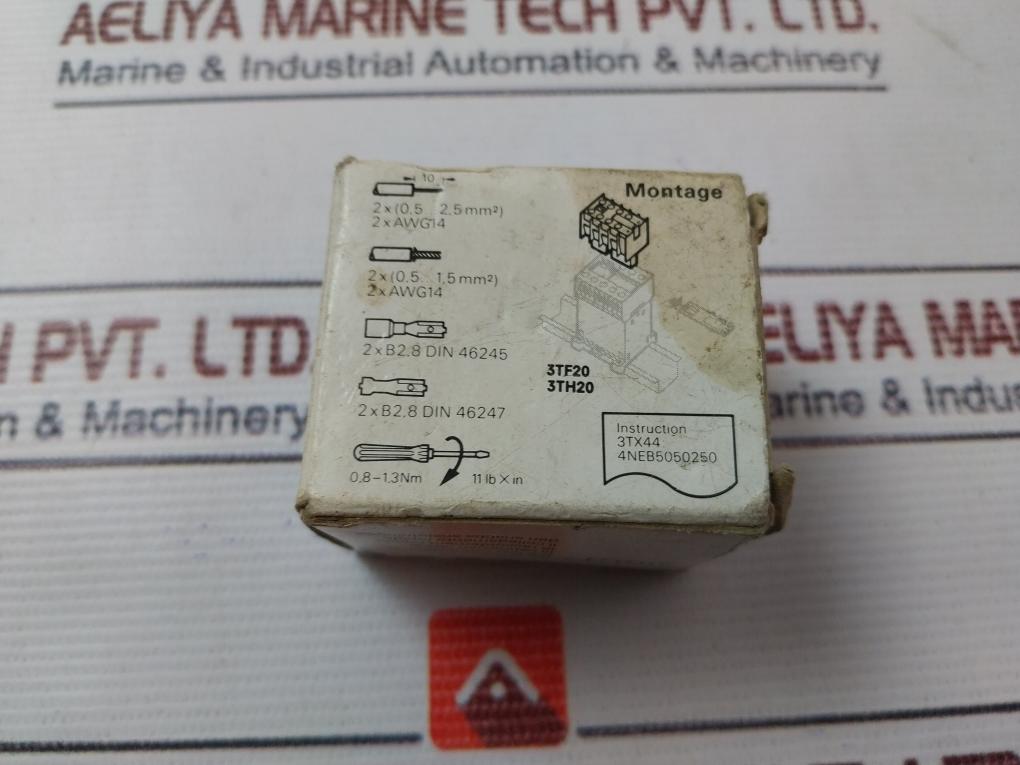 AELIYA MARINE TECH PVT. LTD.
Marine & Industrial Automation & Machinery
10
2 x (0,5...2,5 mm²)
2 x AWG14
2 x (0,5...1,5 mm²)
2 x AWG14
2 x B2.8 DIN 46245
2 x B2.8 DIN 46247
0,8–1.3Nm 11 lb X in
Montage
3TF20
3TH20
Instruction
3TX44
4NEB5050250
H PVT. LTD.
n & Machinery
ELIYA MAR
arine & Indus